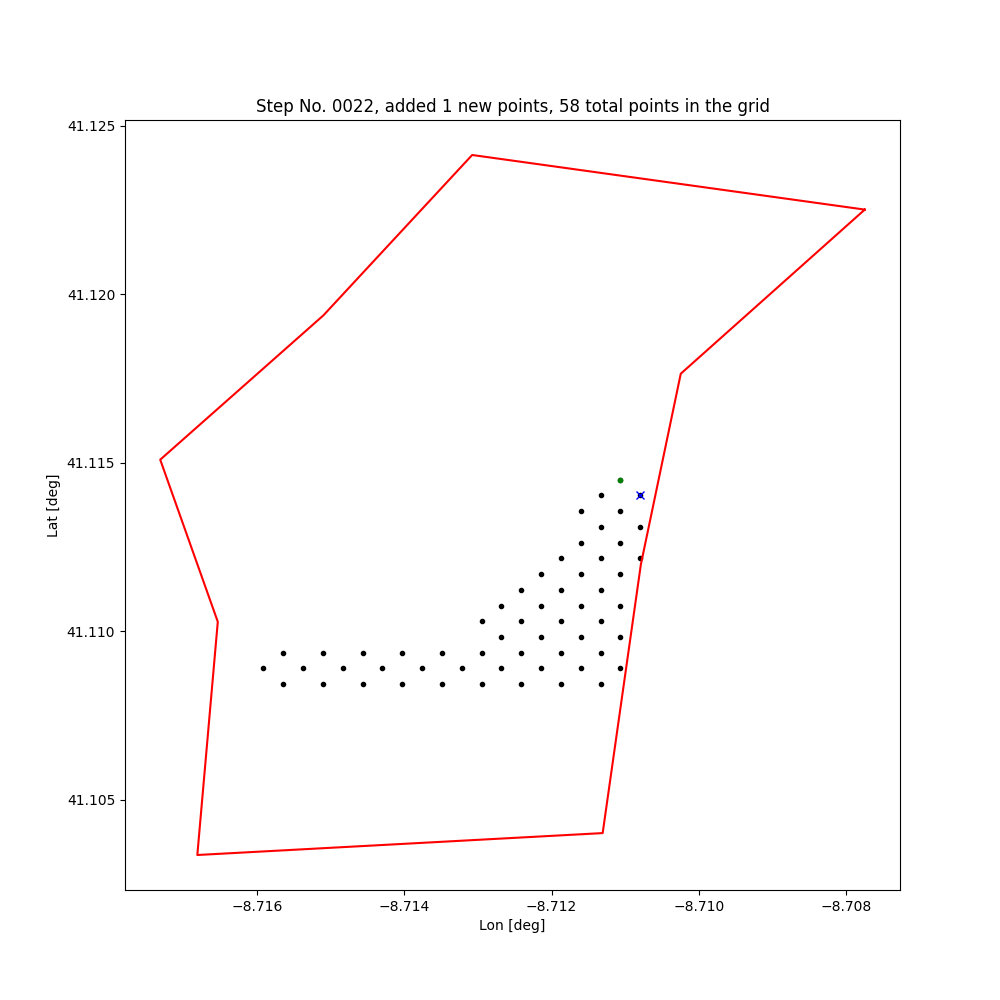 Step No. 0022, added 1 new points, 58 total points in the grid
41.125
41.120
41.115
41.110
41.105
Lat [deg]
−8.716 −8.714 −8.712 −8.710 −8.708
Lon [deg]